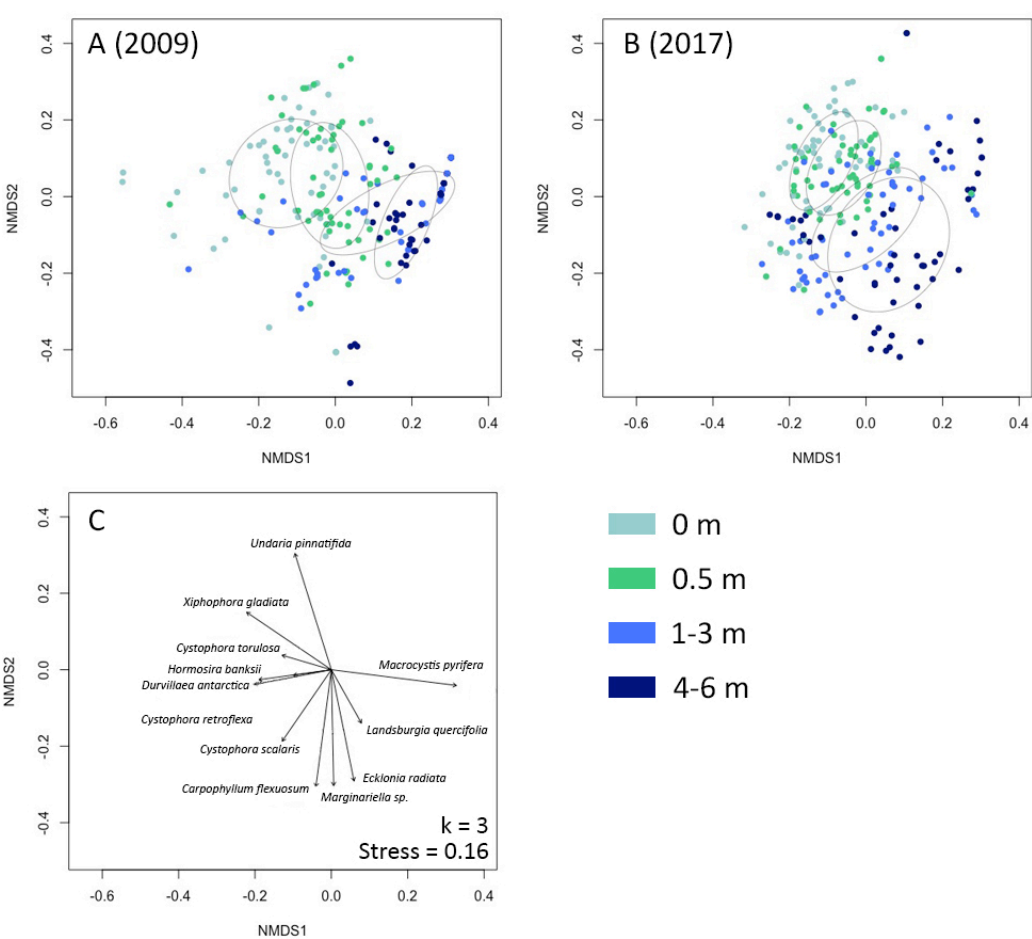 A (2009)
B (2017)
0.4
0.2
0.0
-0.2
-0.4
NMDS2
-0.6
-0.4
-0.2
0.0
0.2
0.4
NMDS1
0.4
0.2
0.0
-0.2
-0.4
NMDS2
-0.6
-0.4
-0.2
0.0
0.2
0.4
NMDS1
C
0.4
0.2
0.0
-0.2
-0.4
NMDS2
Undaria pinnatifida
Xiphophora gladiata
Cystophora torulosa
Hormosira banksii
Durvillaea antarctica
Macrocystis pyrifera
Cystophora retroflexa
Landsburgia quercifolia
Cystophora scalaris
Ecklonia radiata
Carpophyllum flexuosum
Marginariella sp.
k = 3
Stress = 0.16
-0.6
-0.4
-0.2
0.0
0.2
0.4
NMDS1
0 m
0.5 m
1-3 m
4-6 m